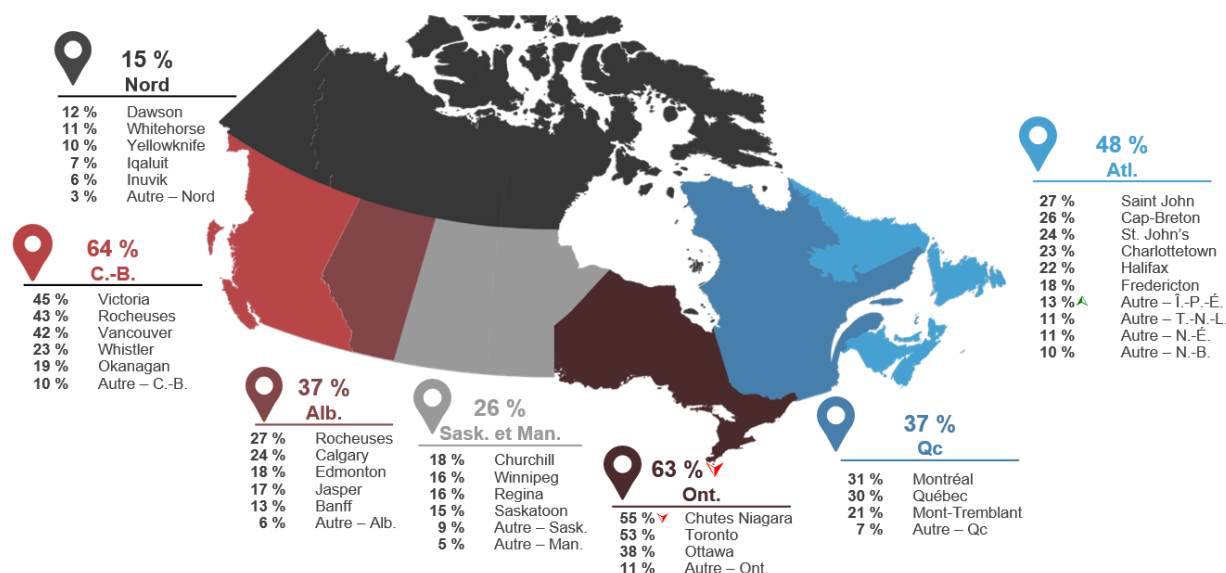 15 %
Nord
12 % Dawson
11 % Whitehorse
10 % Yellowknife
7 % Iqaluit
6 % Inuvik
3 % Autre – Nord
64 %
C.-B.
45 % Victoria
43 % Rocheuses
42 % Vancouver
23 % Whistler
19 % Okanagan
10 % Autre – C.-B.
37 %
Alb.
27 % Rocheuses
24 % Calgary
18 % Edmonton
17 % Jasper
13 % Banff
6 % Autre – Alb.
26 %
Sask. et Man.
18 % Churchill
16 % Winnipeg
16 % Regina
15 % Saskatoon
9 % Autre – Sask.
5 % Autre – Man.
63 %
Ont.
55 % Chutes Niagara
53 % Toronto
38 % Ottawa
11 % Autre – Ont.
37 %
Qc
31 % Montréal
30 % Québec
21 % Mont-Tremblant
7 % Autre – Qc
48 %
Atl.
27 % Saint John
26 % Cap-Breton
24 % St. John's
23 % Charlottetown
22 % Halifax
18 % Fredericton
13 % Autre – Î.-P.-É.
11 % Autre – T.-N.-L.
11 % Autre – N.-É.
10 % Autre – N.-B.